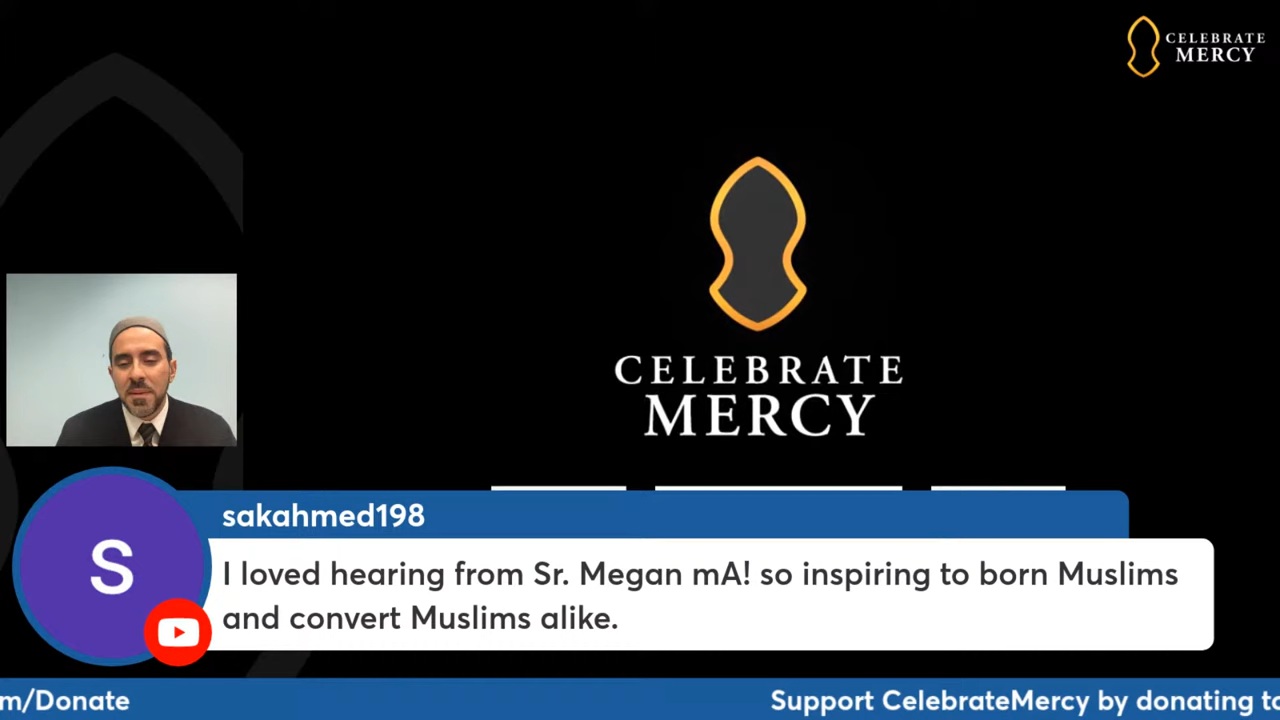 CELEBRATE
MERCY
CELEBRATE
MERCY
S
sakahmed198
I loved hearing from Sr. Megan mA! so inspiring to born Muslims
and convert Muslims alike.
m/Donate
Support CelebrateMercy by donating to